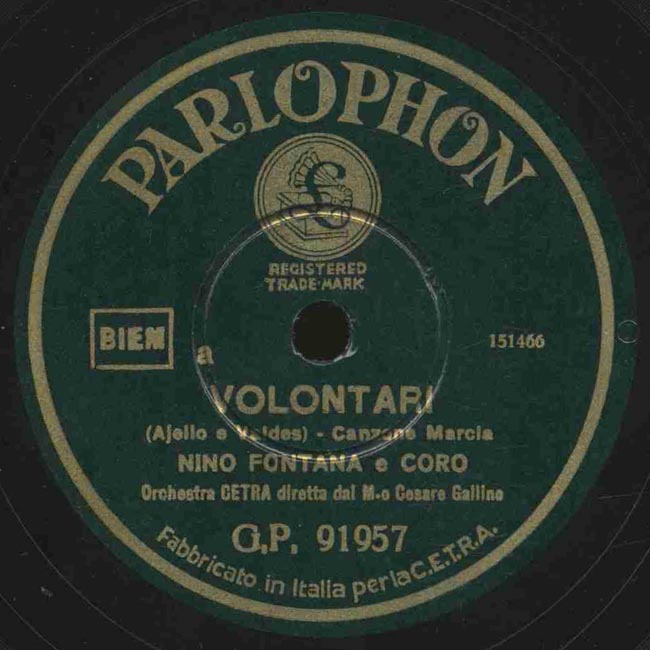 PARLOPHON
REGISTERED
TRADE-MARK
BIEM
a
151466
VOLONTARI
(Ajello e Valdes) - Canzone Marcia
NINO FONTANA e CORO
Orchestra CETRA diretta dal M.o Cesare Gallino
G.P. 91957
Fabbricato in Italia per la C.E.T.R.A.